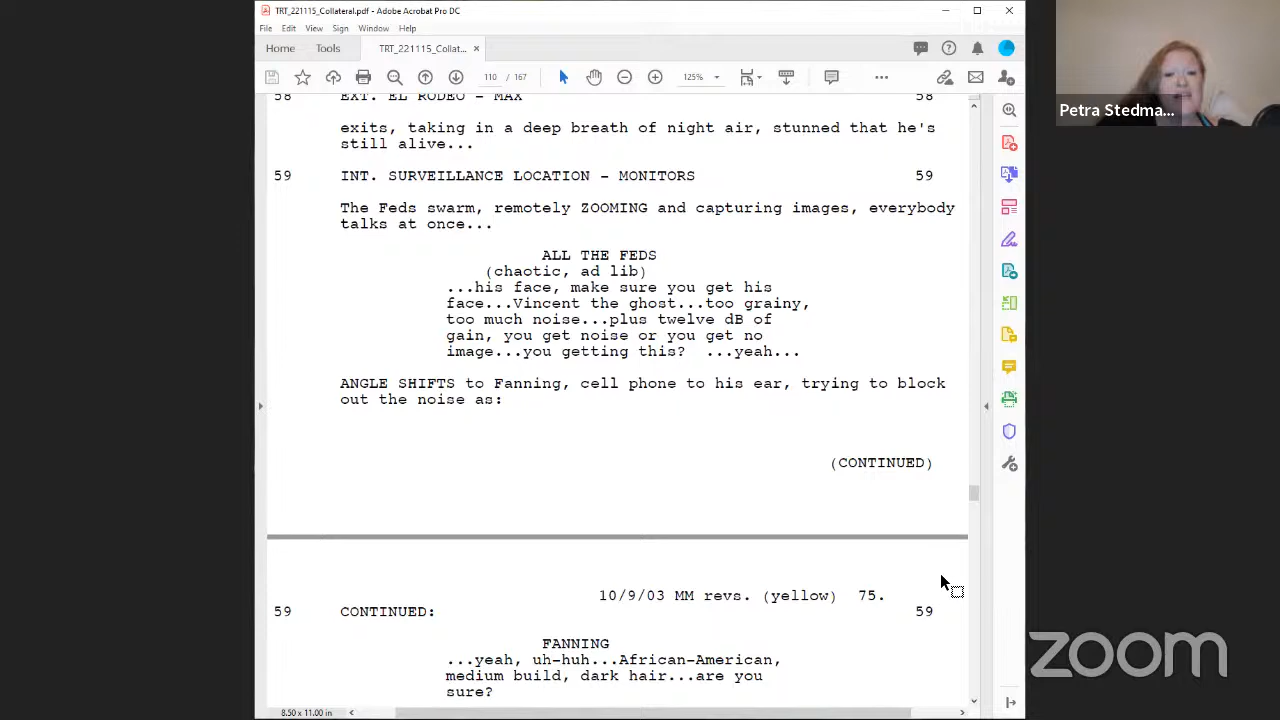 TRT_221115_Collateral.pdf - Adobe Acrobat Pro DC
File Edit View Sign Window Help
Home Tools TRT_221115_Collat... ×
110 / 167 125%
58 EXT. EL RODEO - MAX 58
exits, taking in a deep breath of night air, stunned that he's
still alive...
59 INT. SURVEILLANCE LOCATION - MONITORS 59
The Feds swarm, remotely ZOOMING and capturing images, everybody
talks at once...
ALL THE FEDS
(chaotic, ad lib)
...his face, make sure you get his
face...Vincent the ghost...too grainy,
too much noise...plus twelve dB of
gain, you get noise or you get no
image...you getting this? ...yeah...
ANGLE SHIFTS to Fanning, cell phone to his ear, trying to block
out the noise as:
(CONTINUED)
10/9/03 MM revs. (yellow) 75.
59 CONTINUED: 59
FANNING
...yeah, uh-huh...African-American,
medium build, dark hair...are you
sure?
8.50 x 11.00 in
Petra Stedma...
zoom